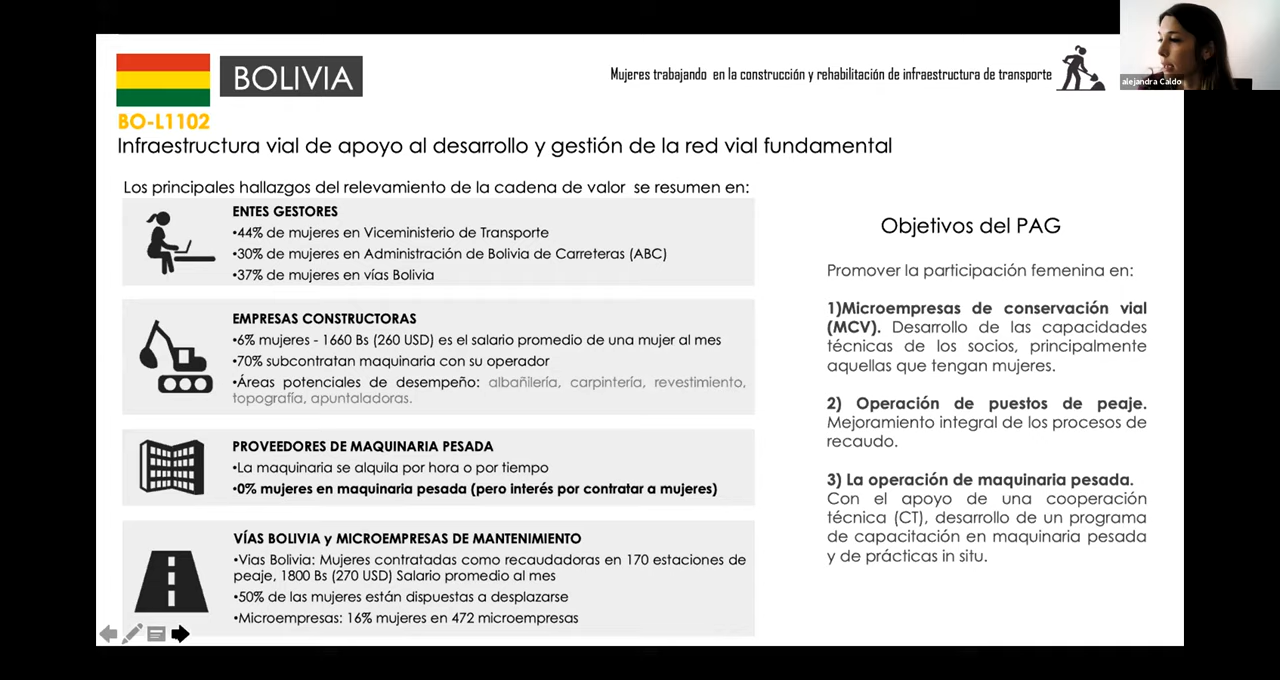 alejandra Caldo
BOLIVIA
Mujeres trabajando en la construcción y rehabilitación de infraestructura de transporte
BO-L1102
Infraestructura vial de apoyo al desarrollo y gestión de la red vial fundamental
Los principales hallazgos del relevamiento de la cadena de valor se resumen en:
ENTES GESTORES
•44% de mujeres en Viceministerio de Transporte
•30% de mujeres en Administración de Bolivia de Carreteras (ABC)
•37% de mujeres en vías Bolivia
EMPRESAS CONSTRUCTORAS
•6% mujeres - 1660 Bs (260 USD) es el salario promedio de una mujer al mes
•70% subcontratan maquinaria con su operador
•Áreas potenciales de desempeño: albañilería, carpintería, revestimiento,
topografía, apuntaladoras.
PROVEEDORES DE MAQUINARIA PESADA
•La maquinaria se alquila por hora o por tiempo
•0% mujeres en maquinaria pesada (pero interés por contratar a mujeres)
VÍAS BOLIVIA y MICROEMPRESAS DE MANTENIMIENTO
•Vias Bolivia: Mujeres contratadas como recaudadoras en 170 estaciones de
peaje, 1800 Bs (270 USD) Salario promedio al mes
•50% de las mujeres están dispuestas a desplazarse
•Microempresas: 16% mujeres en 472 microempresas
Objetivos del PAG
Promover la participación femenina en:
1)Microempresas de conservación vial
(MCV). Desarrollo de las capacidades
técnicas de los socios, principalmente
aquellas que tengan mujeres.
2) Operación de puestos de peaje.
Mejoramiento integral de los procesos de
recaudo.
3) La operación de maquinaria pesada.
Con el apoyo de una cooperación
técnica (CT), desarrollo de un programa
de capacitación en maquinaria pesada
y de prácticas in situ.